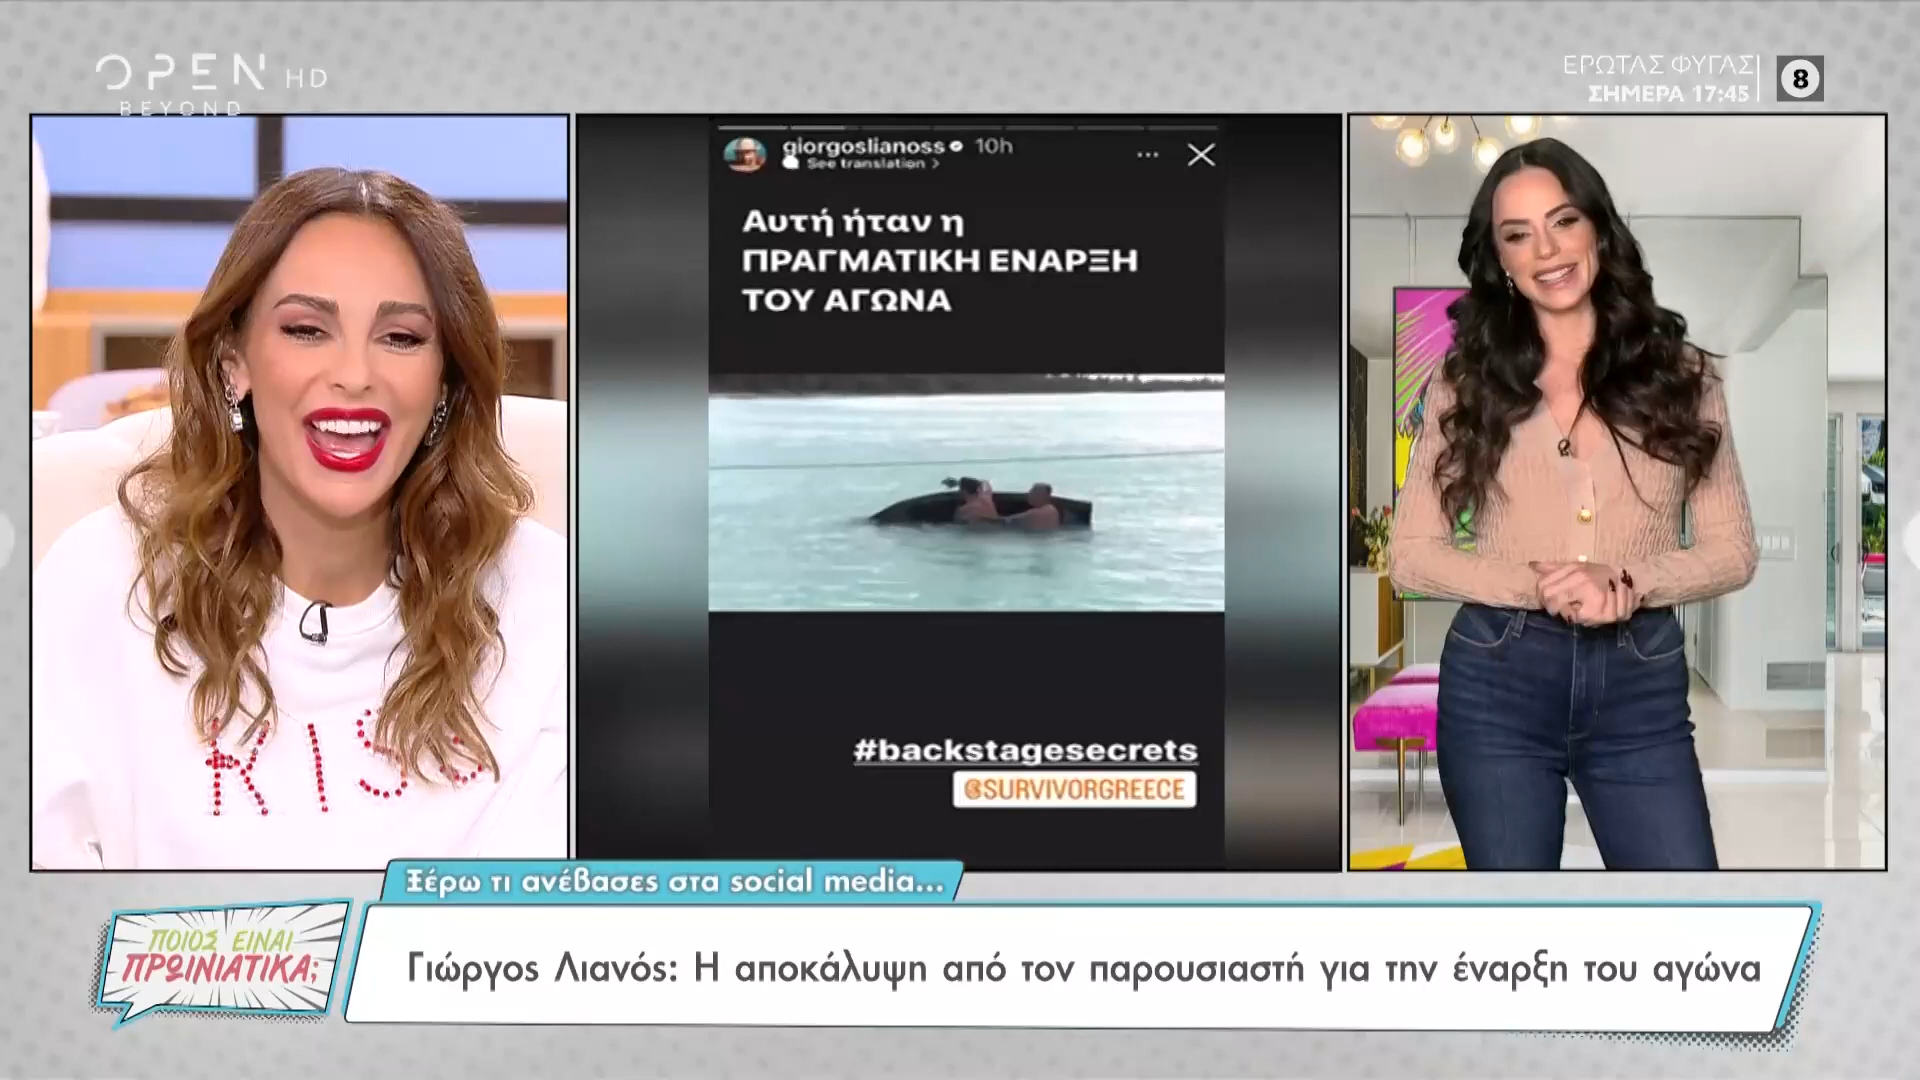 OPEN HD
BEYOND
ΕΡΩΤΑΣ ΦΥΓΑΣ
ΣΗΜΕΡΑ 17:45
8
giorgoslianoss 10h
See translation >
Αυτή ήταν η
ΠΡΑΓΜΑΤΙΚΗ ΕΝΑΡΞΗ
ΤΟΥ ΑΓΩΝΑ
#backstagesecrets
@SURVIVORGREECE
KISS
Ξέρω τι ανέβασες στα social media...
ΠΟΙΟΣ ΕΙΝΑΙ
ΠΡΩΙΝΙΑΤΙΚΑ;
Γιώργος Λιανός: Η αποκάλυψη από τον παρουσιαστή για την έναρξη του αγώνα